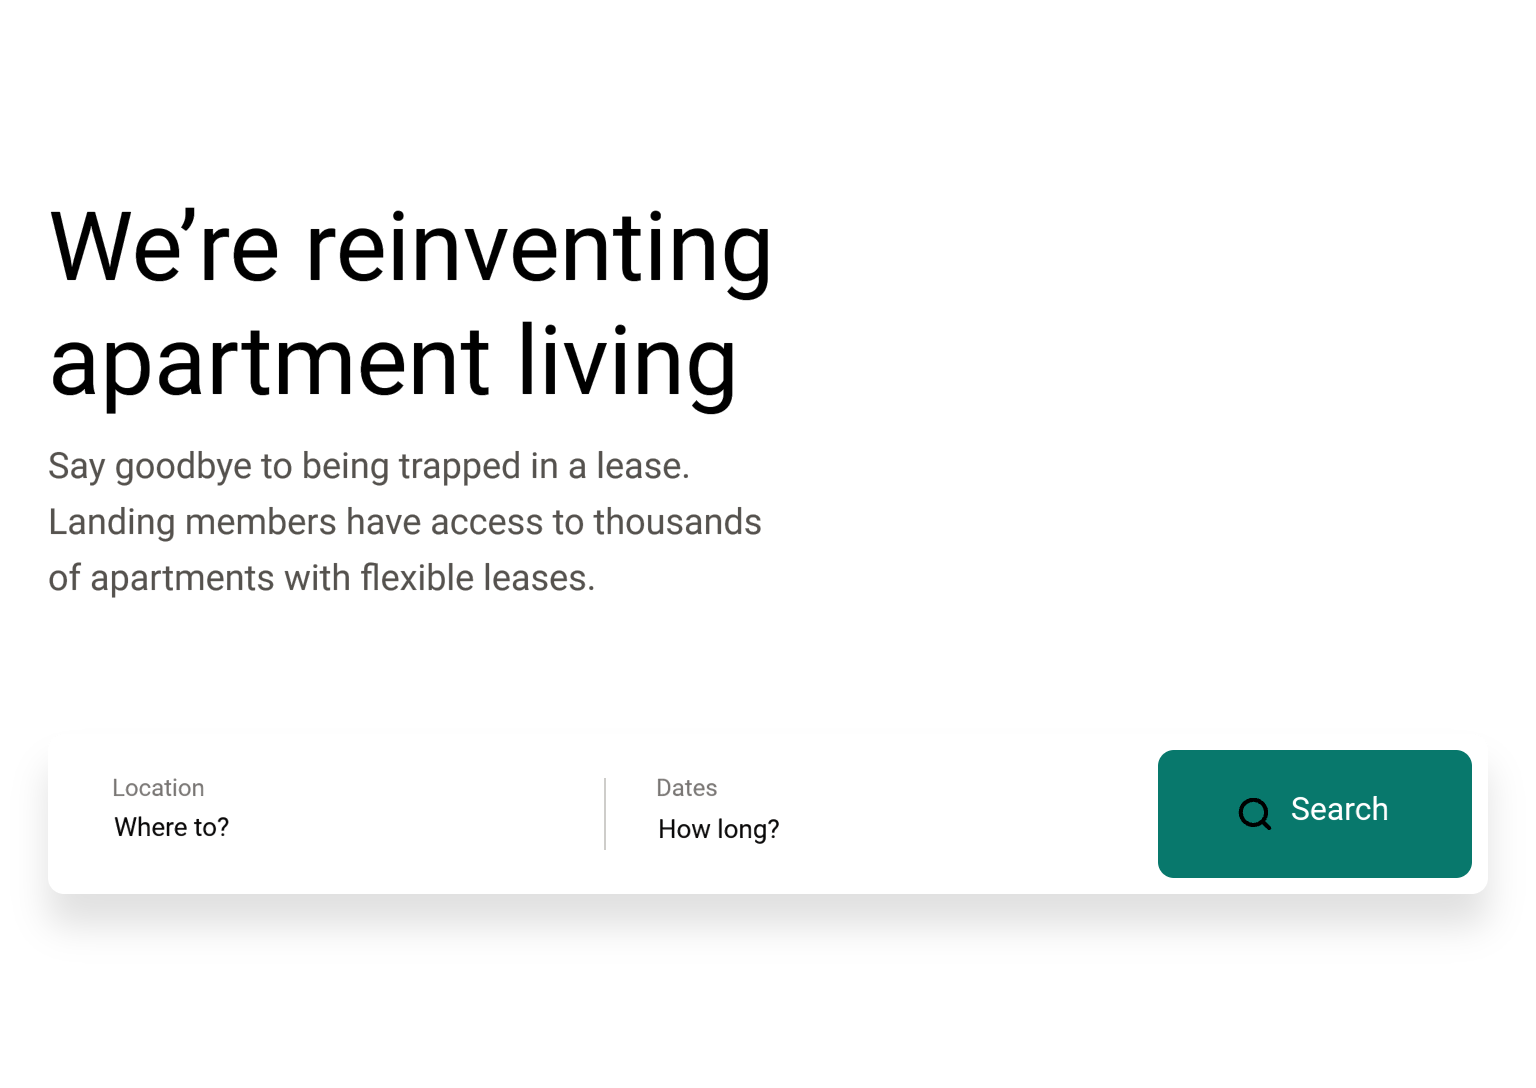 We’re reinventing
apartment living
Say goodbye to being trapped in a lease.
Landing members have access to thousands
of apartments with flexible leases.
Location
Where to?
Dates
How long?
Search